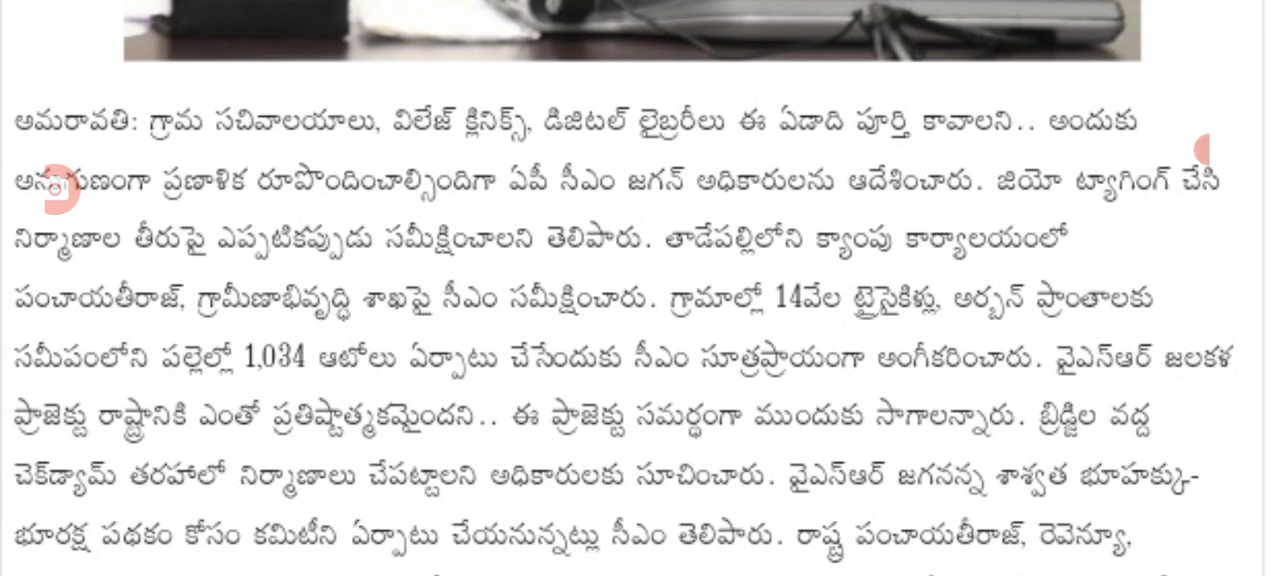 అమరావతి: గ్రామ సచివాలయాలు, విలేజ్ క్లినిక్స్, డిజిటల్ లైబ్రరీలు ఈ ఏడాది పూర్తి కావాలని.. అందుకు
అనుగుణంగా ప్రణాళిక రూపొందించాల్సిందిగా ఏపీ సీఎం జగన్ అధికారులను ఆదేశించారు. జియో ట్యాగింగ్ చేసి
నిర్మాణాల తీరుపై ఎప్పటికప్పుడు సమీక్షించాలని తెలిపారు. తాడేపల్లిలోని క్యాంపు కార్యాలయంలో
పంచాయతీరాజ్, గ్రామీణాభివృద్ధి శాఖపై సీఎం సమీక్షించారు. గ్రామాల్లో 14వేల ట్రైసైకిళ్లు, అర్బన్ ప్రాంతాలకు
సమీపంలోని పల్లెల్లో 1,034 ఆటోలు ఏర్పాటు చేసేందుకు సీఎం సూత్రప్రాయంగా అంగీకరించారు. వైఎస్ఆర్ జలకళ
ప్రాజెక్టు రాష్ట్రానికి ఎంతో ప్రతిష్టాత్మకమైందని.. ఈ ప్రాజెక్టు సమర్థంగా ముందుకు సాగాలన్నారు. బ్రిడ్జిల వద్ద
చెక్‌డ్యామ్ తరహాలో నిర్మాణాలు చేపట్టాలని అధికారులకు సూచించారు. వైఎస్ఆర్ జగనన్న శాశ్వత భూహక్కు-
భూరక్ష పథకం కోసం కమిటీని ఏర్పాటు చేయనున్నట్లు సీఎం తెలిపారు. రాష్ట్ర పంచాయతీరాజ్, రెవెన్యూ,